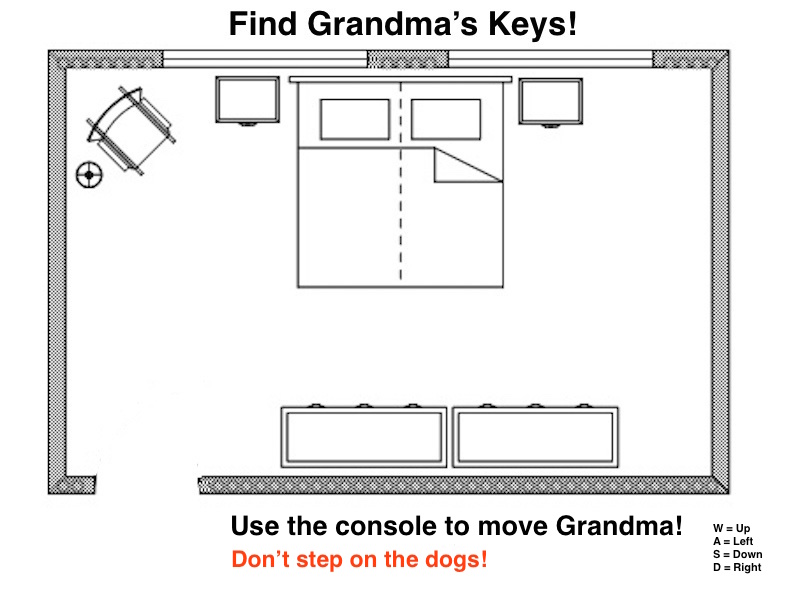 Find Grandma's Keys!
Use the console to move Grandma!
Don't step on the dogs!
W = Up
A = Left
S = Down
D = Right